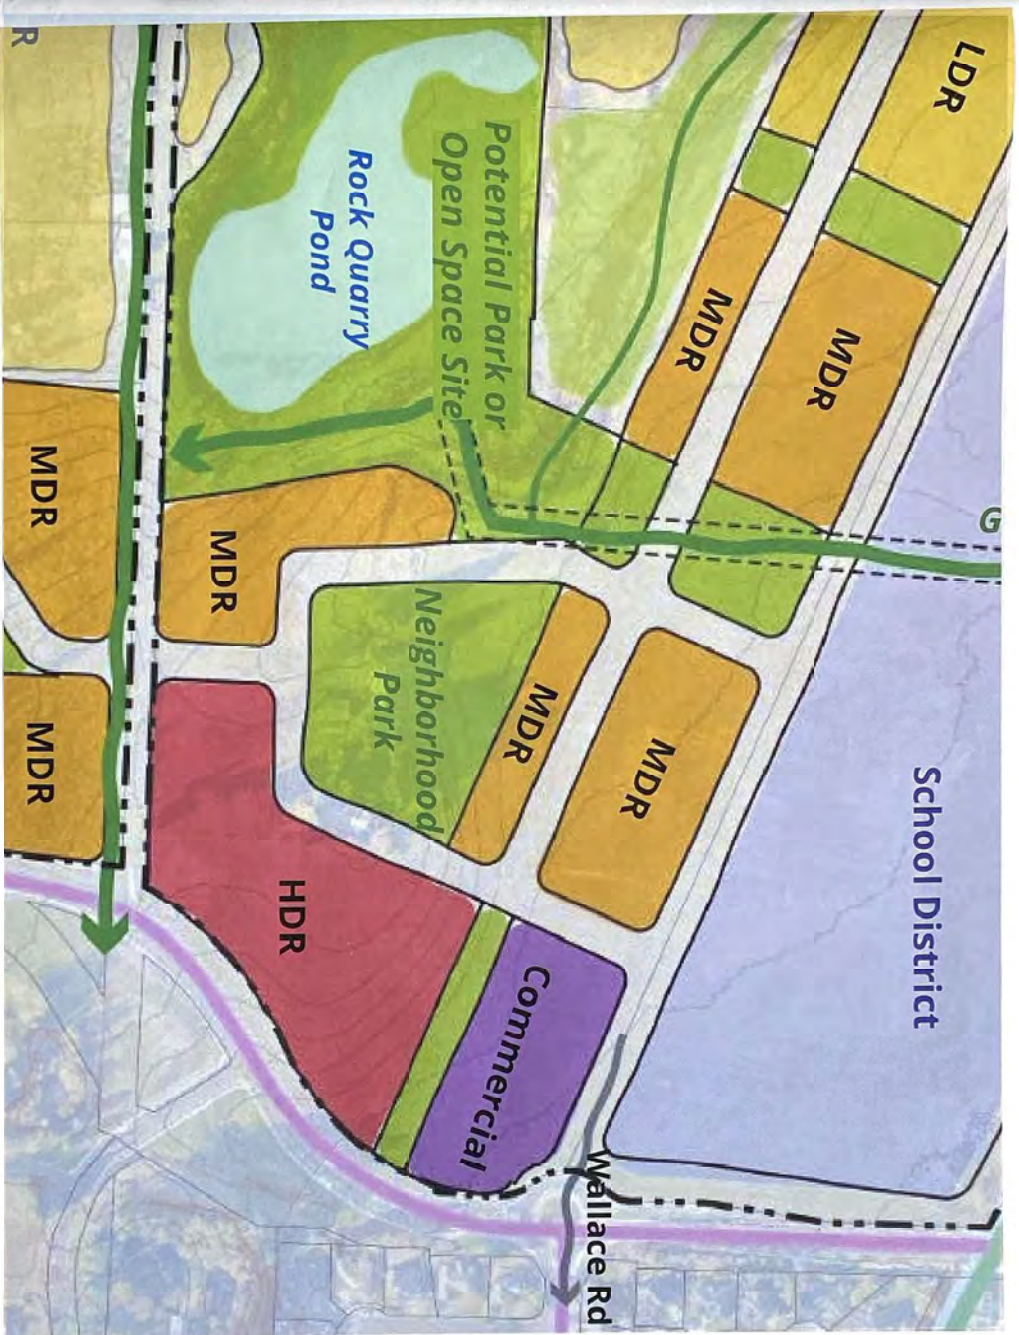 LDR
MDR
MDR
G
School District
Potential Park or
Open Space Site
Rock Quarry
Pond
R
MDR
MDR
MDR
Neighborhood
Park
MDR
MDR
HDR
Commercial
Wallace Rd